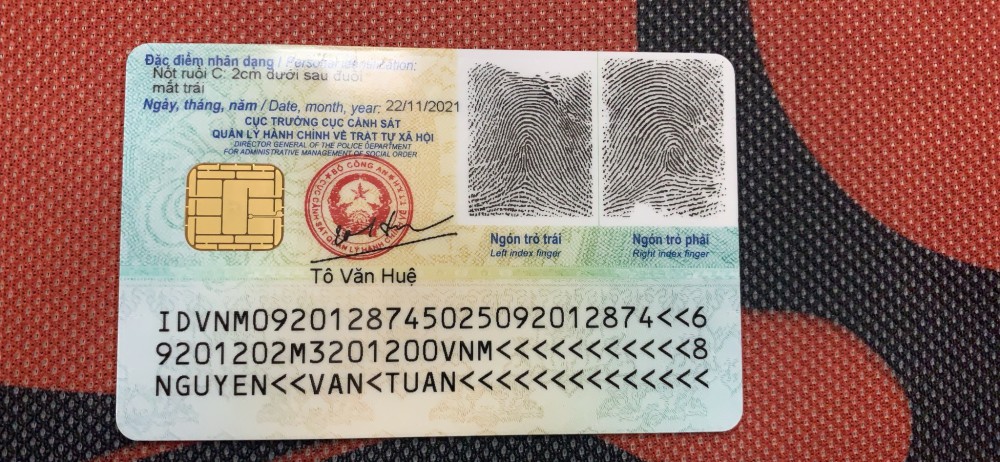 Đặc điểm nhân dạng / Personal identification:
Nốt ruồi C: 2cm dưới sau đuôi
mắt trái
Ngày, tháng, năm / Date, month, year: 22/11/2021
CỤC TRƯỞNG CỤC CẢNH SÁT
QUẢN LÝ HÀNH CHÍNH VỀ TRẬT TỰ XÃ HỘI
DIRECTOR GENERAL OF THE POLICE DEPARTMENT
FOR ADMINISTRATIVE MANAGEMENT OF SOCIAL ORDER
BỘ CÔNG AN
Tô Văn Huệ
Ngón trỏ trái
Left index finger
Ngón trỏ phải
Right index finger
IDVNM0920128745025092012874<<6
9201202M3201200VNM<<<<<<<<<<<8
NGUYEN<<VAN<TUAN<<<<<<<<<<<<<<